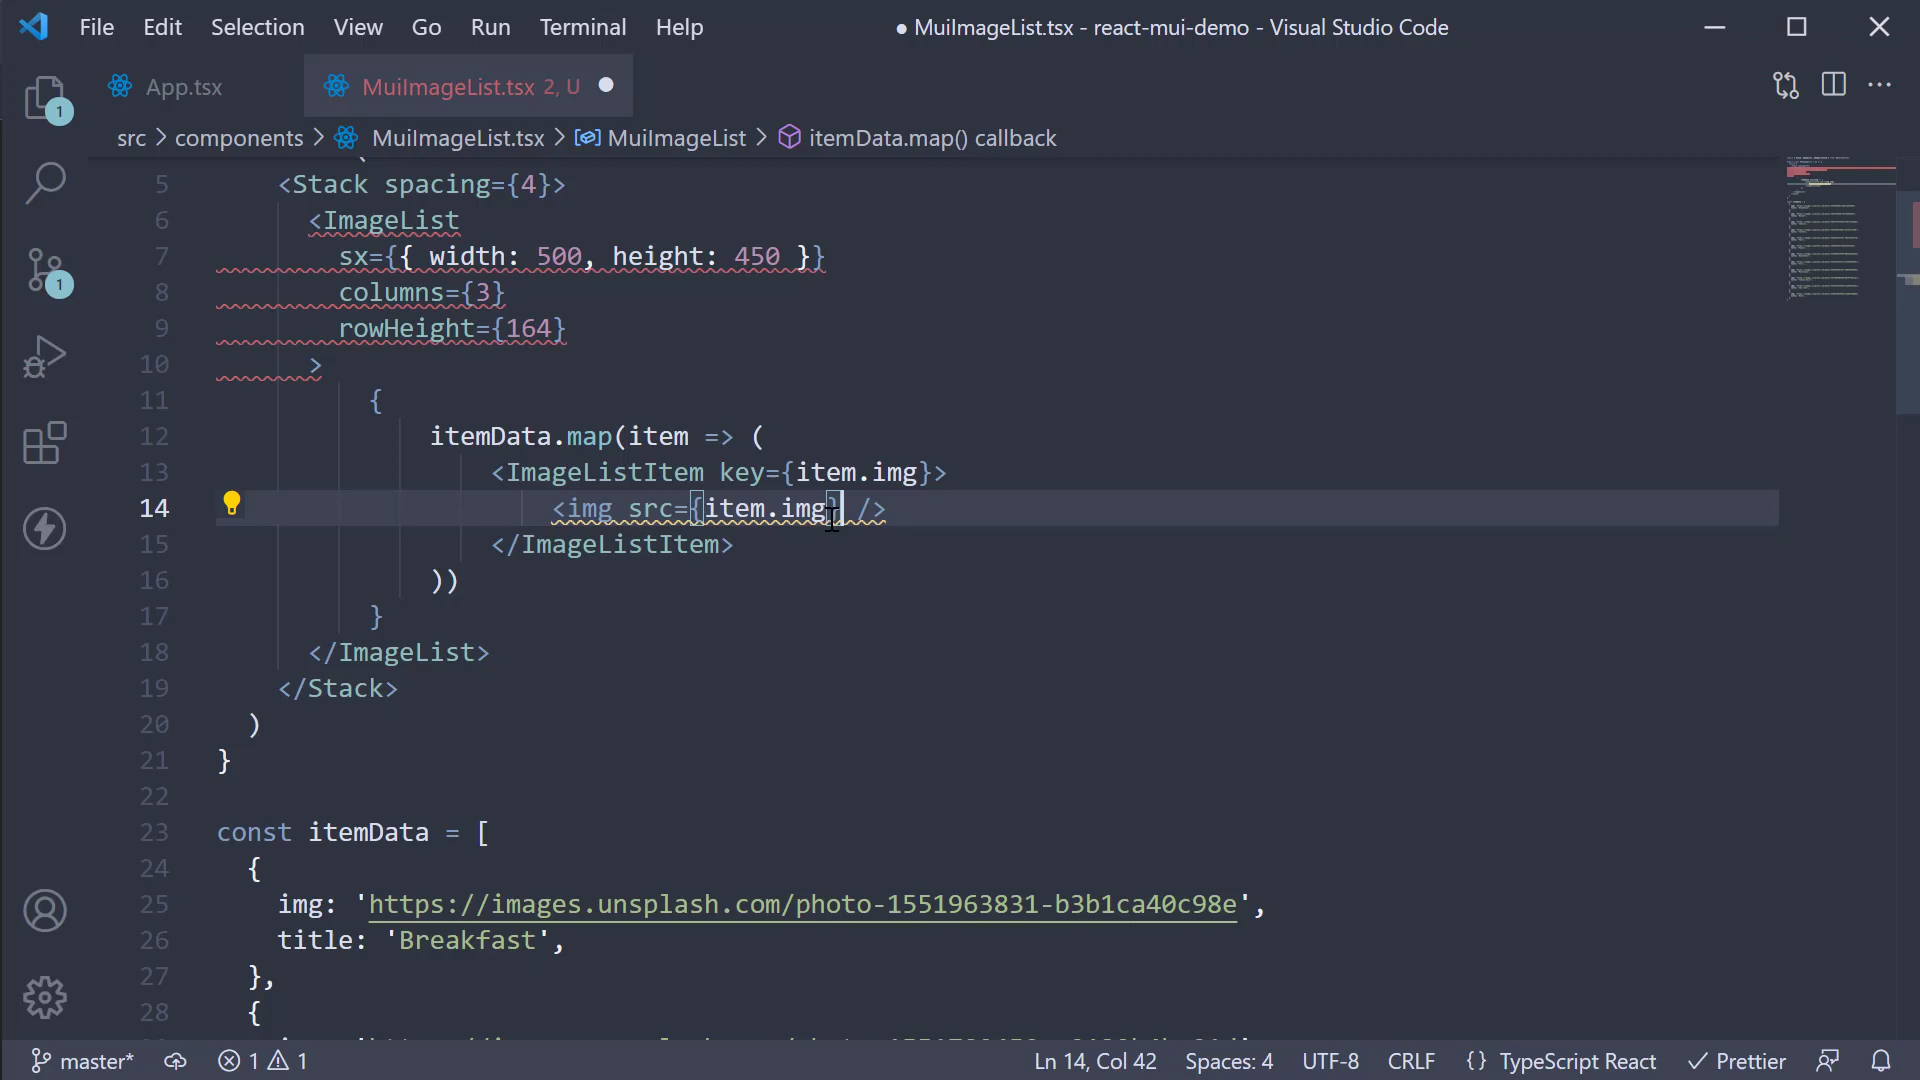 File Edit Selection View Go Run Terminal Help ● MuiImageList.tsx - react-mui-demo - Visual Studio Code
App.tsx MuiImageList.tsx 2, U
src > components > MuiImageList.tsx > MuiImageList > itemData.map() callback
5 <Stack spacing={4}>
6 <ImageList
7 sx={{ width: 500, height: 450 }}
8 columns={3}
9 rowHeight={164}
10 >
11 {
12 itemData.map(item => (
13 <ImageListItem key={item.img}>
14 <img src={item.img} />
15 </ImageListItem>
16 ))
17 }
18 </ImageList>
19 </Stack>
20 )
21 }
22
23 const itemData = [
24 {
25 img: 'https://images.unsplash.com/photo-1551963831-b3b1ca40c98e',
26 title: 'Breakfast',
27 },
28 {
1
1
master* 1 1 Ln 14, Col 42 Spaces: 4 UTF-8 CRLF {} TypeScript React Prettier